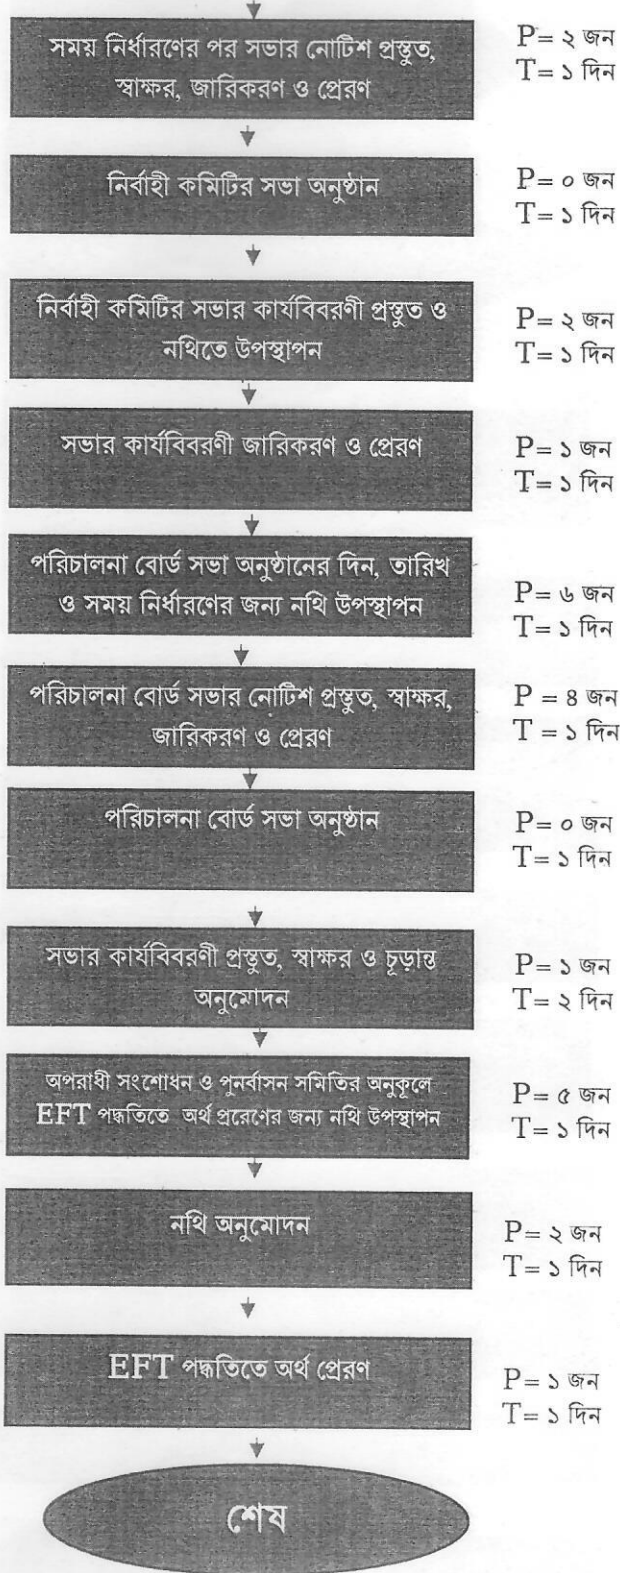 সময় নির্ধারণের পর সভার নোটিশ প্রস্তুত,
স্বাক্ষর, জারিকরণ ও প্রেরণ
P= ২ জন
T= ১ দিন
নির্বাহী কমিটির সভা অনুষ্ঠান
P= ০ জন
T= ১ দিন
নির্বাহী কমিটির সভার কার্যবিবরণী প্রস্তুত ও
নথিতে উপস্থাপন
P= ২ জন
T= ১ দিন
সভার কার্যবিবরণী জারিকরণ ও প্রেরণ
P= ১ জন
T= ১ দিন
পরিচালনা বোর্ড সভা অনুষ্ঠানের দিন, তারিখ
ও সময় নির্ধারণের জন্য নথি উপস্থাপন
P= ৬ জন
T= ১ দিন
পরিচালনা বোর্ড সভার নোটিশ প্রস্তুত, স্বাক্ষর,
জারিকরণ ও প্রেরণ
P = ৪ জন
T = ১ দিন
পরিচালনা বোর্ড সভা অনুষ্ঠান
P= ০ জন
T= ১ দিন
সভার কার্যবিবরণী প্রস্তুত, স্বাক্ষর ও চূড়ান্ত
অনুমোদন
P= ১ জন
T= ২ দিন
অপরাধী সংশোধন ও পুনর্বাসন সমিতির অনুকূলে
EFT পদ্ধতিতে অর্থ প্ররেণের জন্য নথি উপস্থাপন
P= ৫ জন
T= ১ দিন
নথি অনুমোদন
P= ২ জন
T= ১ দিন
EFT পদ্ধতিতে অর্থ প্রেরণ
P= ১ জন
T= ১ দিন
শেষ